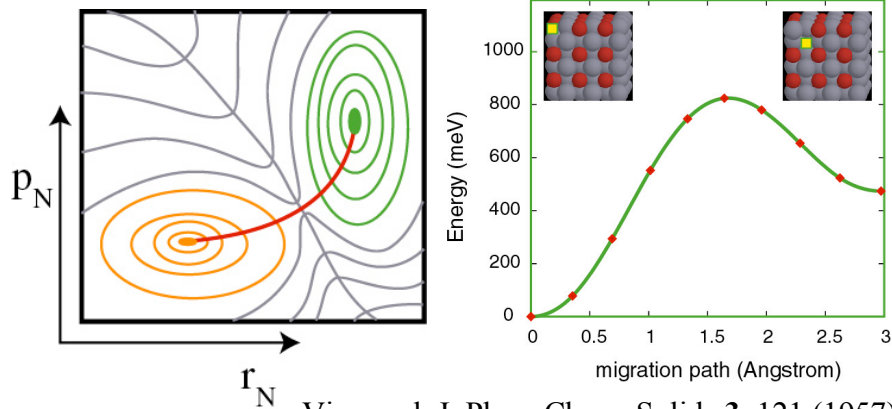 p_N
r_N
Energy (meV)
1000
800
600
400
200
0
0 0.5 1 1.5 2 2.5 3
migration path (Angstrom)
Vineyard, J. Phys. Chem. Solids 3, 121 (1957)